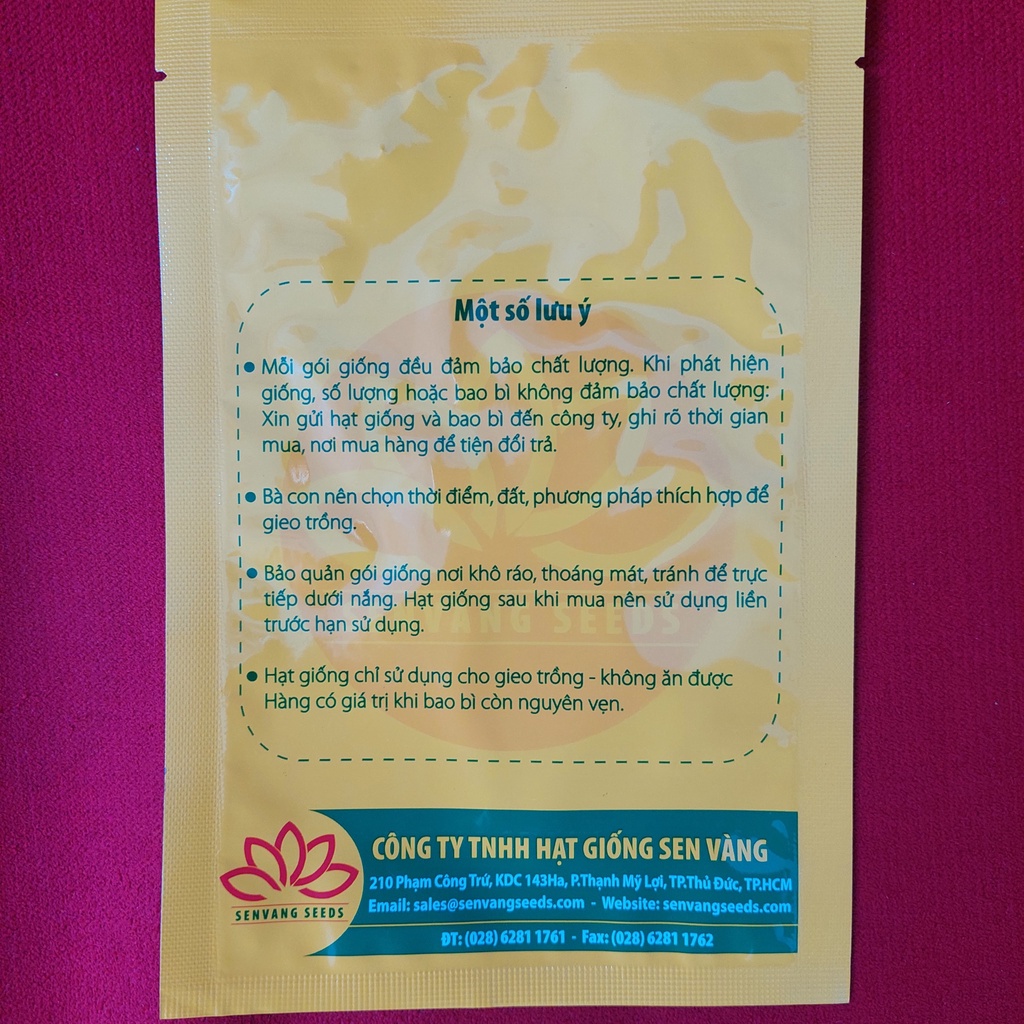 Một số lưu ý
• Mỗi gói giống đều đảm bảo chất lượng. Khi phát hiện
giống, số lượng hoặc bao bì không đảm bảo chất lượng:
Xin gửi hạt giống và bao bì đến công ty, ghi rõ thời gian
mua, nơi mua hàng để tiện đổi trả.
• Bà con nên chọn thời điểm, đất, phương pháp thích hợp để
gieo trồng.
• Bảo quản gói giống nơi khô ráo, thoáng mát, tránh để trực
tiếp dưới nắng. Hạt giống sau khi mua nên sử dụng liền
trước hạn sử dụng.
VANG SEEDS
• Hạt giống chỉ sử dụng cho gieo trồng - không ăn được
Hàng có giá trị khi bao bì còn nguyên vẹn.
SENVANG SEEDS
CÔNG TY TNHH HẠT GIỐNG SEN VÀNG
210 Phạm Công Trứ, KDC 143Ha, P.Thạnh Mỹ Lợi, TP.Thủ Đức, TP.HCM
Email: sales@senvangseeds.com - Website: senvangseeds.com
ĐT: (028) 6281 1761 - Fax: (028) 6281 1762